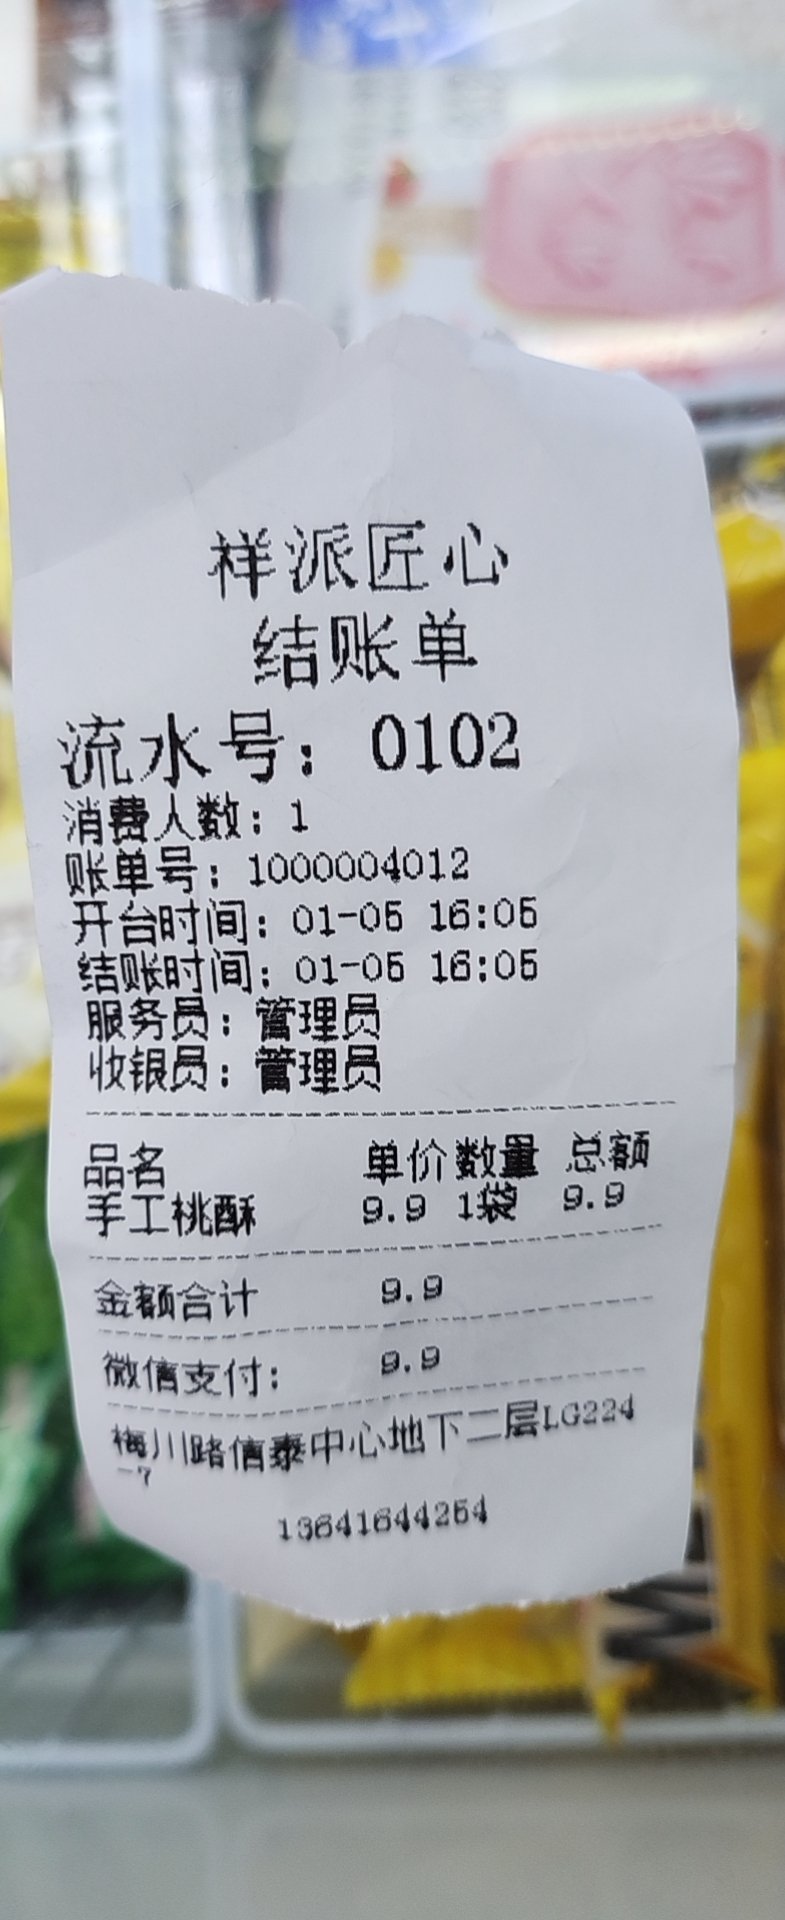 祥派匠心
结账单
流水号：0102
消费人数：1
账单号：1000004012
开台时间：01-05 16:05
结账时间：01-05 16:05
服务员：管理员
收银员：管理员
品名 单价 数量 总额
手工桃酥 9.9 1袋 9.9
金额合计 9.9
微信支付: 9.9
梅川路信泰中心地下二层LG224
-7
13641644254